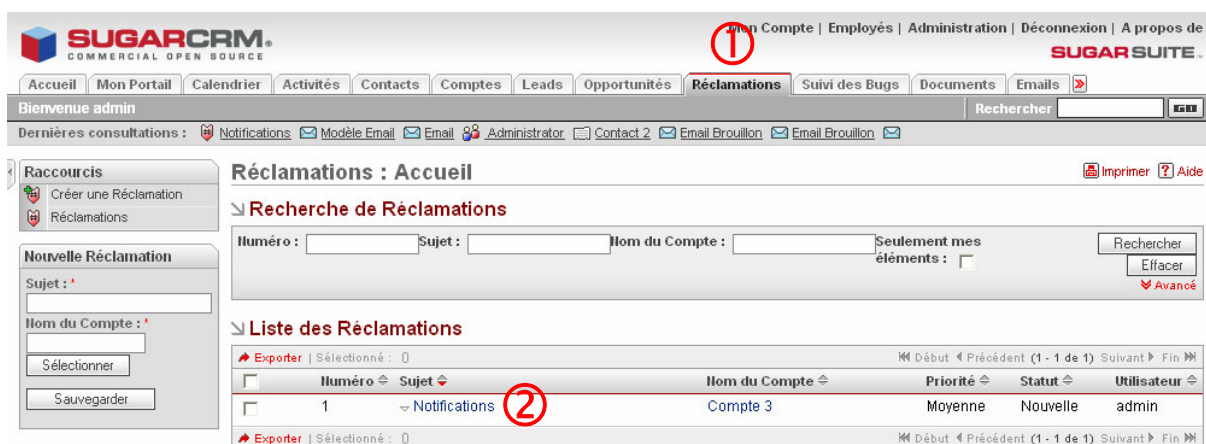 SUGARCRM.
COMMERCIAL OPEN SOURCE
Mon Compte | Employés | Administration | Déconnexion | A propos de
①
SUGARSUITE
Accueil Mon Portail Calendrier Activités Contacts Comptes Leads Opportunités Réclamations Suivi des Bugs Documents Emails
Bienvenue admin Rechercher GO
Dernières consultations : Notifications Modèle Email Email Administrator Contact 2 Email Brouillon Email Brouillon
Raccourcis
Créer une Réclamation
Réclamations
Nouvelle Réclamation
Sujet : *
Nom du Compte : *
Sélectionner
Sauvegarder
Réclamations : Accueil
Imprimer ? Aide
Recherche de Réclamations
Numéro : Sujet : Nom du Compte : Seulement mes
éléments :
Rechercher
Effacer
Avancé
Liste des Réclamations
Exporter | Sélectionné : 0 Début Précédent (1 - 1 de 1) Suivant Fin
Numéro Sujet Nom du Compte Priorité Statut Utilisateur
1 Notifications ② Compte 3 Moyenne Nouvelle admin
Exporter | Sélectionné : 0 Début Précédent (1 - 1 de 1) Suivant Fin